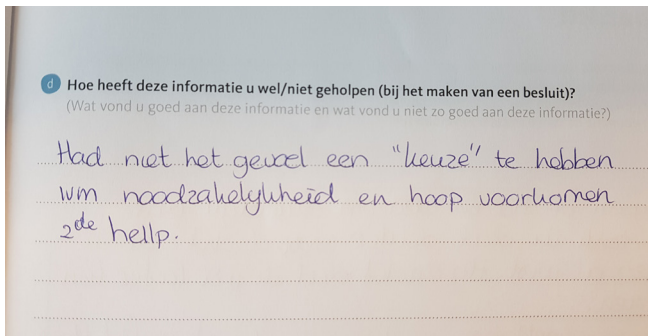 d Hoe heeft deze informatie u wel/niet geholpen (bij het maken van een besluit)?
(Wat vond u goed aan deze informatie en wat vond u niet zo goed aan deze informatie?)
Had niet het gevoel een "keuze" te hebben
ivm noodzakelijkheid en hoop voorkomen
2de hellp.